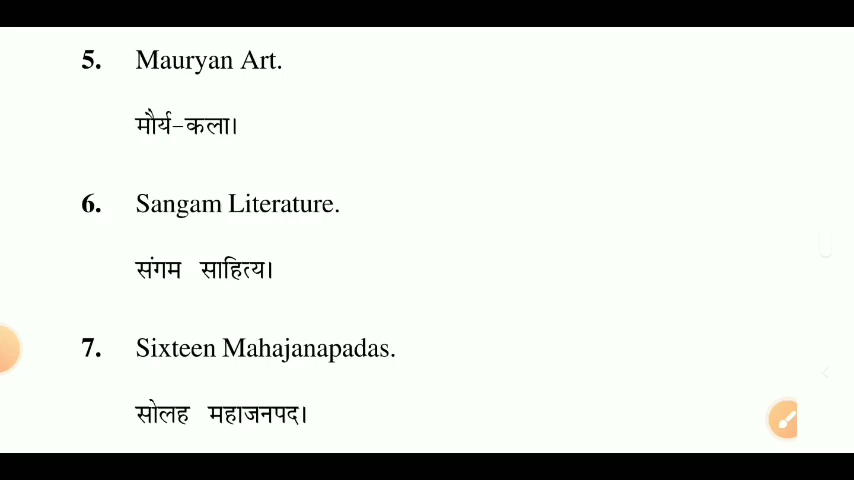 5. Mauryan Art.
मौर्य-कला।
6. Sangam Literature.
संगम साहित्य।
7. Sixteen Mahajanapadas.
सोलह महाजनपद।